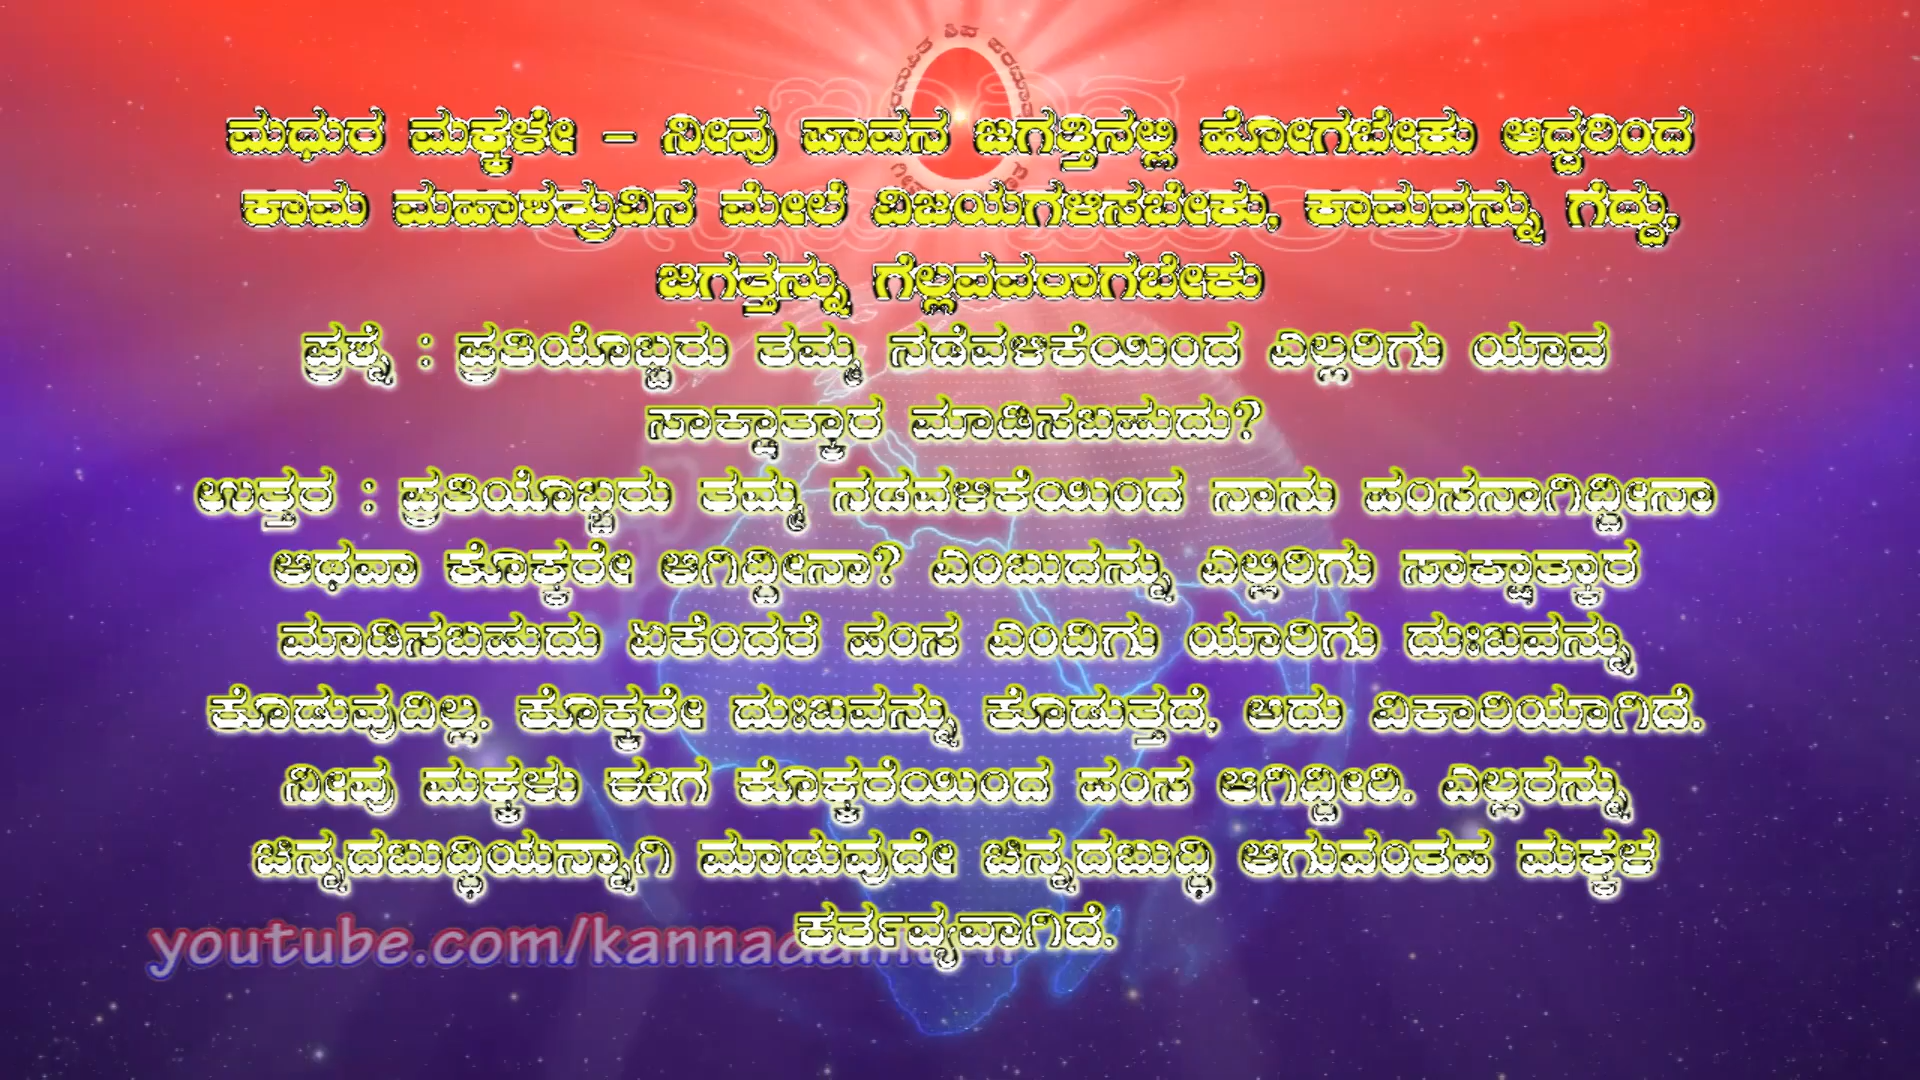 ಮಧುರ ಮಕ್ಕಳೇ – ನೀವು ಪಾವನ ಜಗತ್ತಿನಲ್ಲಿ ಹೋಗಬೇಕು ಆದ್ದರಿಂದ
ಕಾಮ ಮಹಾಶತ್ರುವಿನ ಮೇಲೆ ವಿಜಯಗಳಿಸಬೇಕು, ಕಾಮವನ್ನು ಗೆದ್ದು,
ಜಗತ್ತನ್ನು ಗೆಲ್ಲವವರಾಗಬೇಕು
ಪ್ರಶ್ನೆ : ಪ್ರತಿಯೊಬ್ಬರು ತಮ್ಮ ನಡೆವಳಿಕೆಯಿಂದ ಎಲ್ಲರಿಗು ಯಾವ
ಸಾಕ್ಷಾತ್ಕಾರ ಮಾಡಿಸಬಹುದು?
ಉತ್ತರ : ಪ್ರತಿಯೊಬ್ಬರು ತಮ್ಮ ನಡವಳಿಕೆಯಿಂದ ನಾನು ಹಂಸನಾಗಿದ್ದೀನಾ
ಅಥವಾ ಕೊಕ್ಕರೇ ಆಗಿದ್ದೀನಾ? ಎಂಬುದನ್ನು ಎಲ್ಲಿರಿಗು ಸಾಕ್ಷಾತ್ಕಾರ
ಮಾಡಿಸಬಹುದು ಏಕೆಂದರೆ ಹಂಸ ಎಂದಿಗು ಯಾರಿಗು ದುಃಖವನ್ನು
ಕೊಡುವುದಿಲ್ಲ. ಕೊಕ್ಕರೇ ದುಃಖವನ್ನು ಕೊಡುತ್ತದೆ, ಅದು ವಿಕಾರಿಯಾಗಿದೆ.
ನೀವು ಮಕ್ಕಳು ಈಗ ಕೊಕ್ಕರೆಯಿಂದ ಹಂಸ ಆಗಿದ್ದೀರಿ. ಎಲ್ಲರನ್ನು
ಚಿನ್ನದಬುದ್ಧಿಯನ್ನಾಗಿ ಮಾಡುವುದೇ ಚಿನ್ನದಬುದ್ಧಿ ಆಗುವಂತಹ ಮಕ್ಕಳ
ಕರ್ತವ್ಯವಾಗಿದೆ.